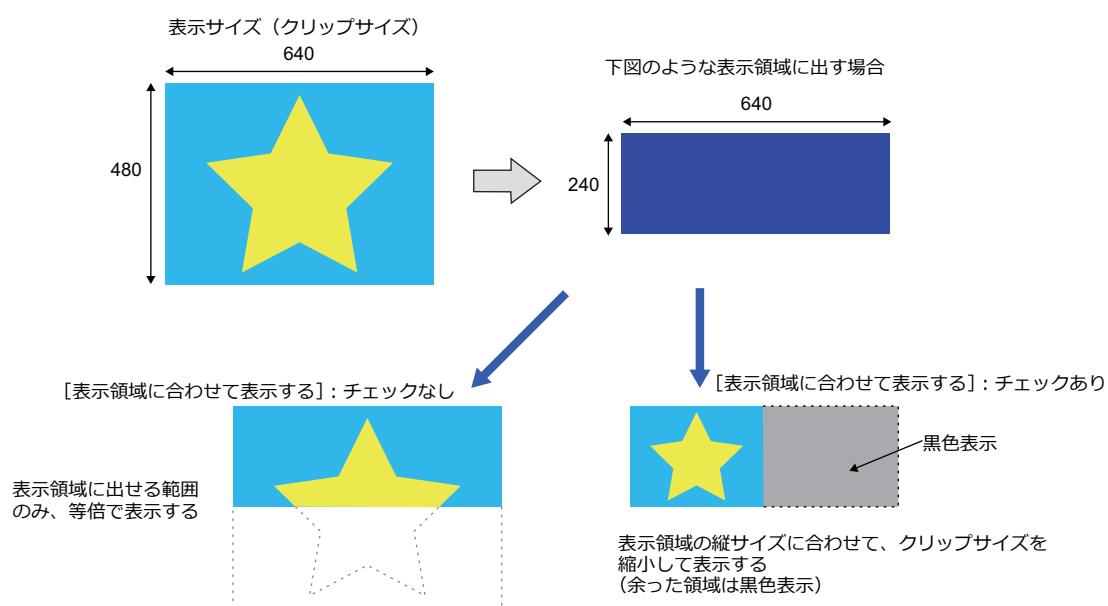 表示サイズ（クリップサイズ）
640
480
下図のような表示領域に出す場合
640
240
［表示領域に合わせて表示する］：チェックなし
表示領域に出せる範囲
のみ、等倍で表示する
［表示領域に合わせて表示する］：チェックあり
黒色表示
表示領域の縦サイズに合わせて、クリップサイズを
縮小して表示する
（余った領域は黒色表示）